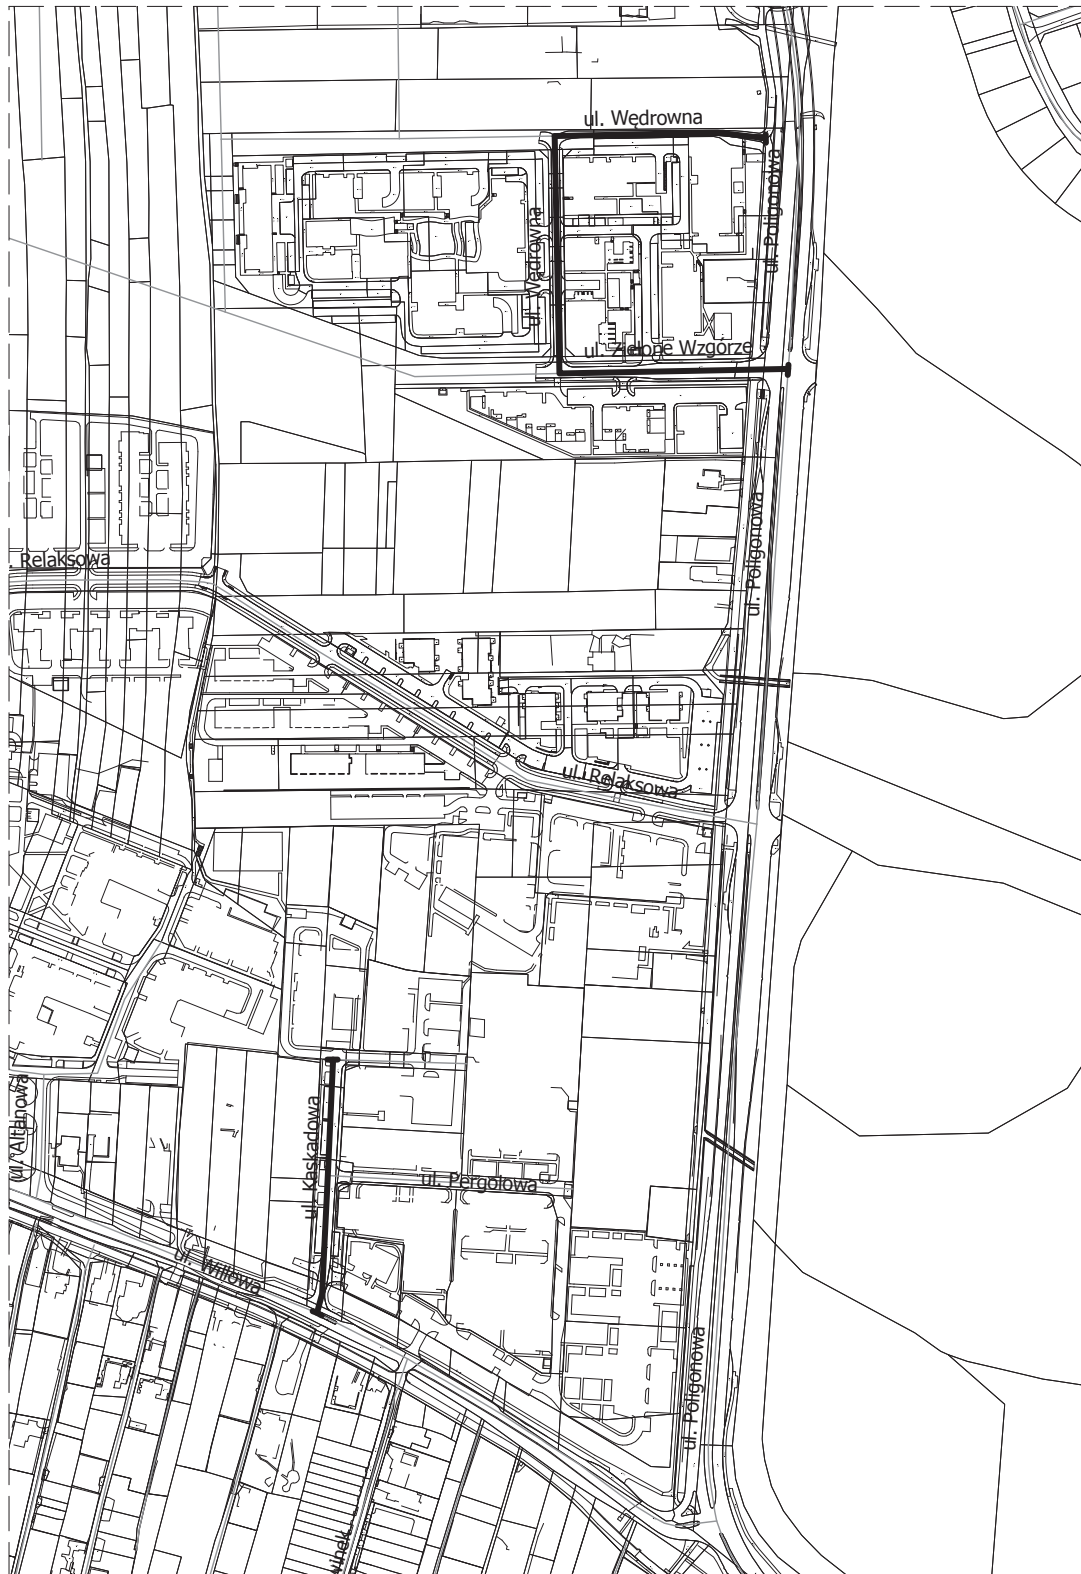 ul. Wędrowna
ul. Poligonowa
ul. Wędrowna
ul. Zielone Wzgórze
ul. Poligonowa
. Relaksowa
ul. Relaksowa
ul. Altanowa
ul. Kaskadowa
ul. Pergolowa
ul. Willowa
ul. Poligonowa
winek